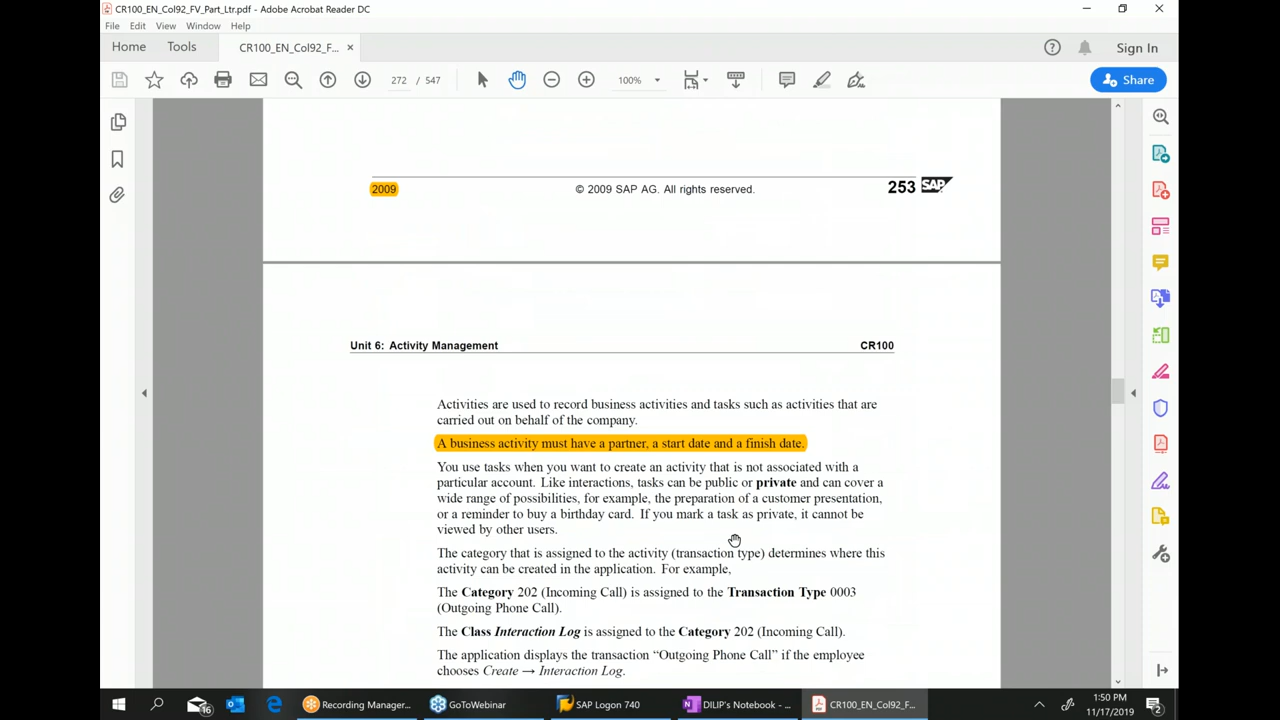 CR100_EN_Col92_FV_Part_Ltr.pdf - Adobe Acrobat Reader DC
File Edit View Window Help
Home Tools CR100_EN_Col92_F... × Sign In
272 / 547 100% Share
2009 © 2009 SAP AG. All rights reserved. 253 SAP
Unit 6: Activity Management CR100
Activities are used to record business activities and tasks such as activities that are
carried out on behalf of the company.
A business activity must have a partner, a start date and a finish date.
You use tasks when you want to create an activity that is not associated with a
particular account. Like interactions, tasks can be public or private and can cover a
wide range of possibilities, for example, the preparation of a customer presentation,
or a reminder to buy a birthday card. If you mark a task as private, it cannot be
viewed by other users.
The category that is assigned to the activity (transaction type) determines where this
activity can be created in the application. For example,
The Category 202 (Incoming Call) is assigned to the Transaction Type 0003
(Outgoing Phone Call).
The Class Interaction Log is assigned to the Category 202 (Incoming Call).
The application displays the transaction “Outgoing Phone Call” if the employee
chooses Create → Interaction Log.
16 Recording Manager... GoToWebinar SAP Logon 740 DILIP's Notebook - ... CR100_EN_Col92_F... 1:50 PM
11/17/2019 2